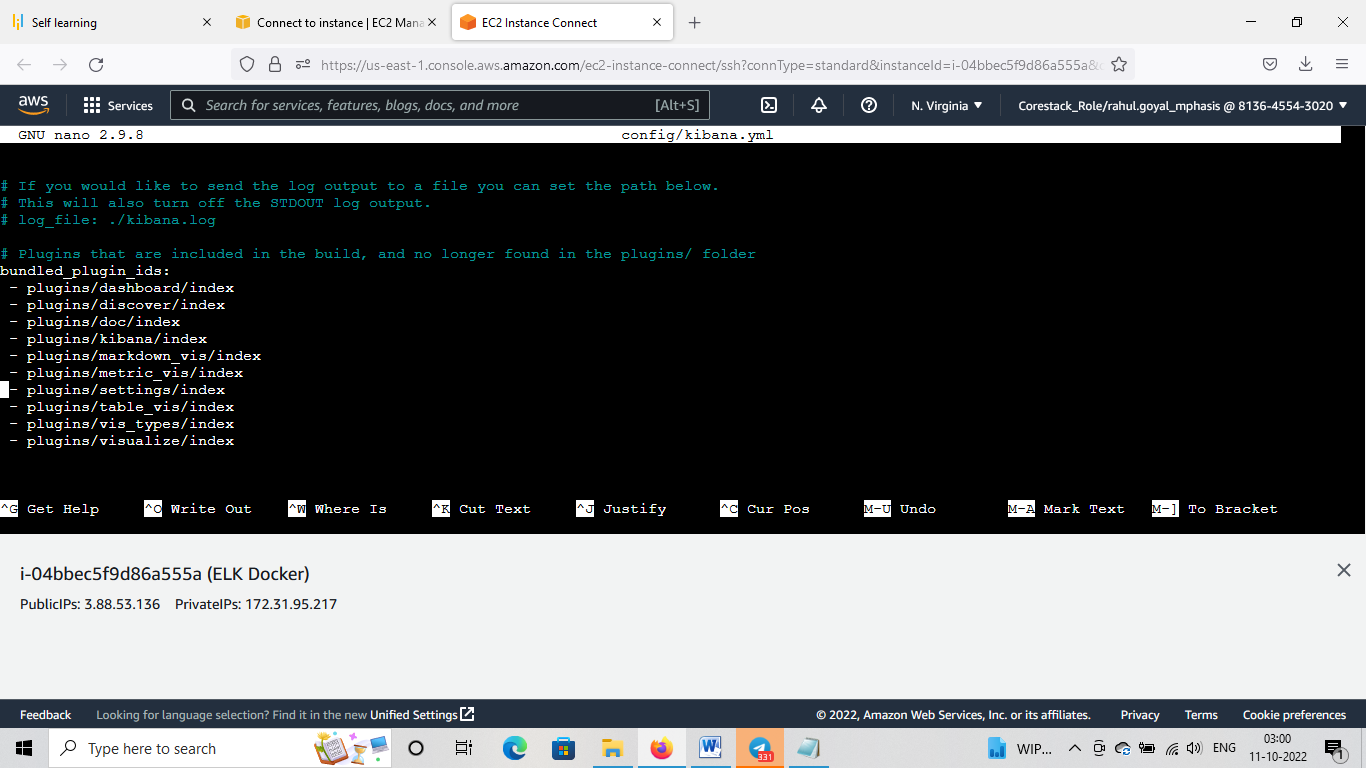 Self learning
Connect to instance | EC2 Mana
EC2 Instance Connect
https://us-east-1.console.aws.amazon.com/ec2-instance-connect/ssh?connType=standard&instanceId=i-04bbec5f9d86a555a&
aws
Services
Search for services, features, blogs, docs, and more
[Alt+S]
N. Virginia
Corestack_Role/rahul.goyal_mphasis @ 8136-4554-3020
GNU nano 2.9.8 config/kibana.yml
# If you would like to send the log output to a file you can set the path below.
# This will also turn off the STDOUT log output.
# log_file: ./kibana.log
# Plugins that are included in the build, and no longer found in the plugins/ folder
bundled_plugin_ids:
- plugins/dashboard/index
- plugins/discover/index
- plugins/doc/index
- plugins/kibana/index
- plugins/markdown_vis/index
- plugins/metric_vis/index
- plugins/settings/index
- plugins/table_vis/index
- plugins/vis_types/index
- plugins/visualize/index
^G Get Help ^O Write Out ^W Where Is ^K Cut Text ^J Justify ^C Cur Pos M-U Undo M-A Mark Text M-] To Bracket
i-04bbec5f9d86a555a (ELK Docker)
PublicIPs: 3.88.53.136 PrivateIPs: 172.31.95.217
Feedback Looking for language selection? Find it in the new Unified Settings
© 2022, Amazon Web Services, Inc. or its affiliates. Privacy Terms Cookie preferences
Type here to search
331
WIP...
ENG
03:00
11-10-2022
1